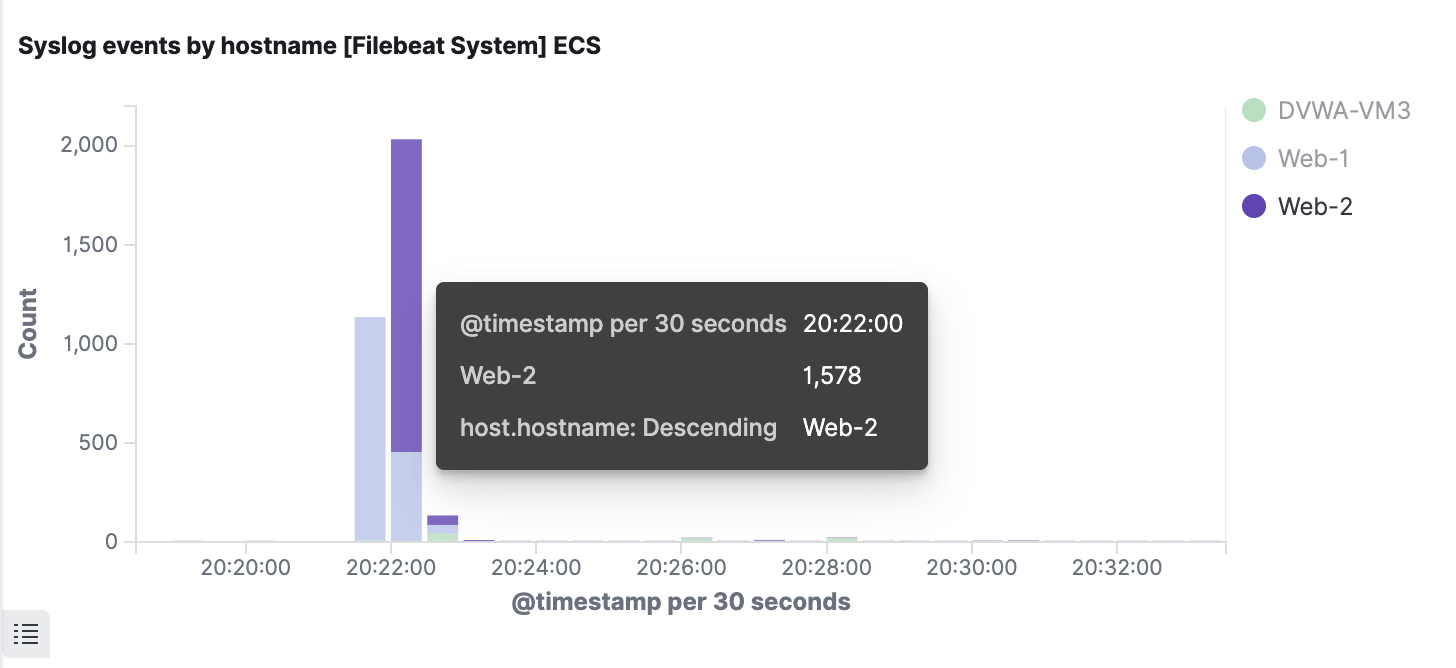 Syslog events by hostname [Filebeat System] ECS
DVWA-VM3
Web-1
Web-2
2,000
1,500
1,000
500
0
Count
@timestamp per 30 seconds 20:22:00
Web-2 1,578
host.hostname: Descending Web-2
20:20:00 20:22:00 20:24:00 20:26:00 20:28:00 20:30:00 20:32:00
@timestamp per 30 seconds